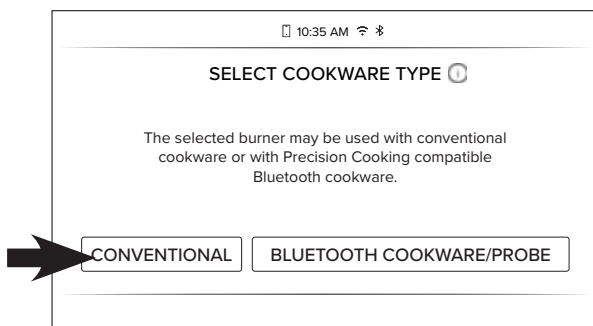 10:35 AM
SELECT COOKWARE TYPE
The selected burner may be used with conventional
cookware or with Precision Cooking compatible
Bluetooth cookware.
CONVENTIONAL BLUETOOTH COOKWARE/PROBE